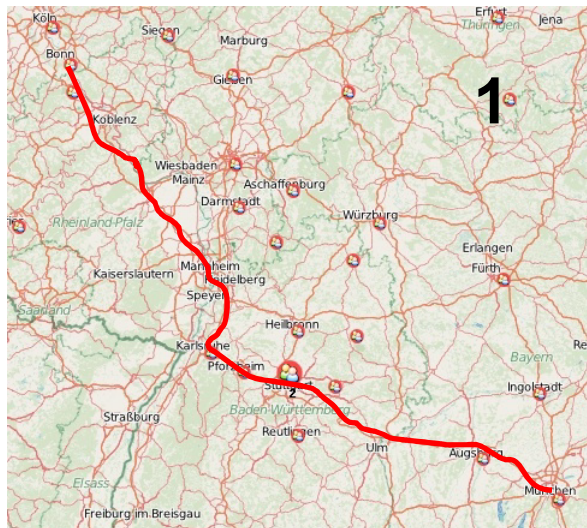 Köln
Siegen
Erfurt
Thüringen
Jena
Marburg
Bonn
Gießen
1
Koblenz
Wiesbaden
Mainz
Aschaffenburg
Darmstadt
Würzburg
Rheinland-Pfalz
Erlangen
Fürth
Mannheim
Kaiserslautern
Heidelberg
Speyer
Saarland
Heilbronn
Karlsruhe
Bayern
Pforzheim
Stuttgart
2
Ingolstadt
Straßburg
Baden-Württemberg
Reutlingen
Ulm
Augsburg
Elsass
München
Freiburg im Breisgau